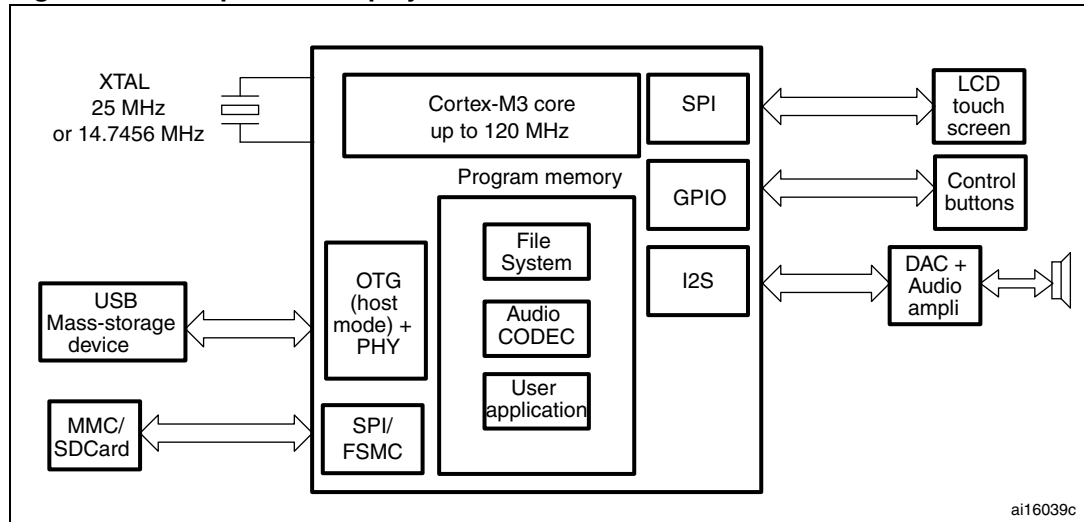 XTAL
25 MHz
or 14.7456 MHz
Cortex-M3 core
up to 120 MHz
SPI
LCD
touch
screen
Program memory
GPIO
Control
buttons
File
System
OTG
(host
mode) +
PHY
I2S
DAC +
Audio
ampli
USB
Mass-storage
device
Audio
CODEC
User
application
MMC/
SDCard
SPI/
FSMC
ai16039c